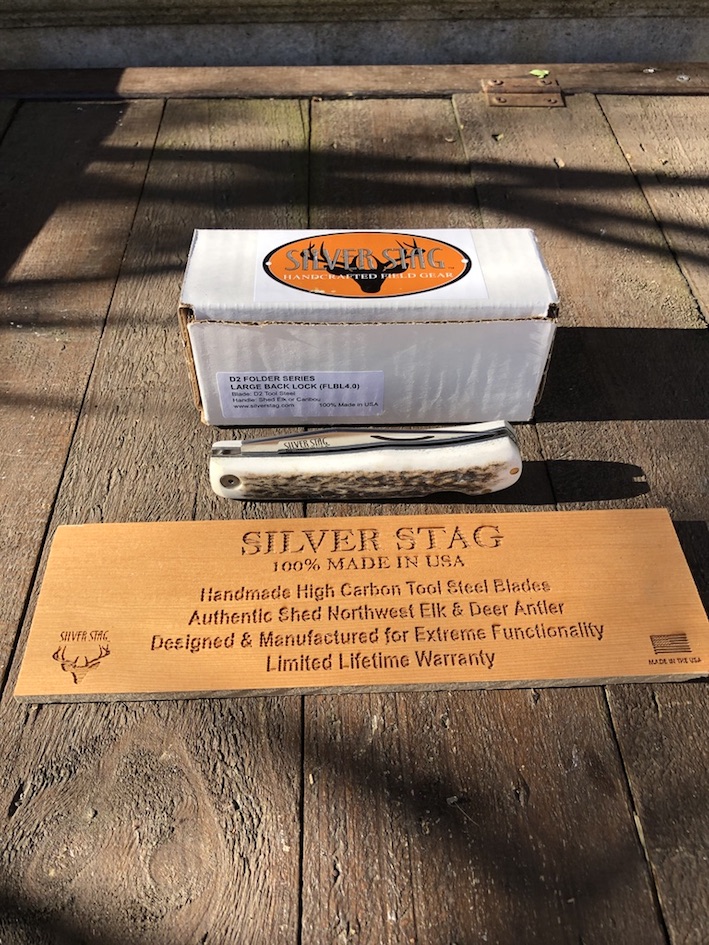 SILVER STAG
HANDCRAFTED FIELD GEAR
D2 FOLDER SERIES
LARGE BACK LOCK (FLBL4.0)
Blade: D2 Tool Steel
Handle: Shed Elk or Caribou
www.silverstag.com 100% Made in USA
SILVER STAG
SILVER STAG
100% MADE IN USA
Handmade High Carbon Tool Steel Blades
Authentic Shed Northwest Elk & Deer Antler
Designed & Manufactured for Extreme Functionality
Limited Lifetime Warranty
SILVER STAG
MADE IN THE USA